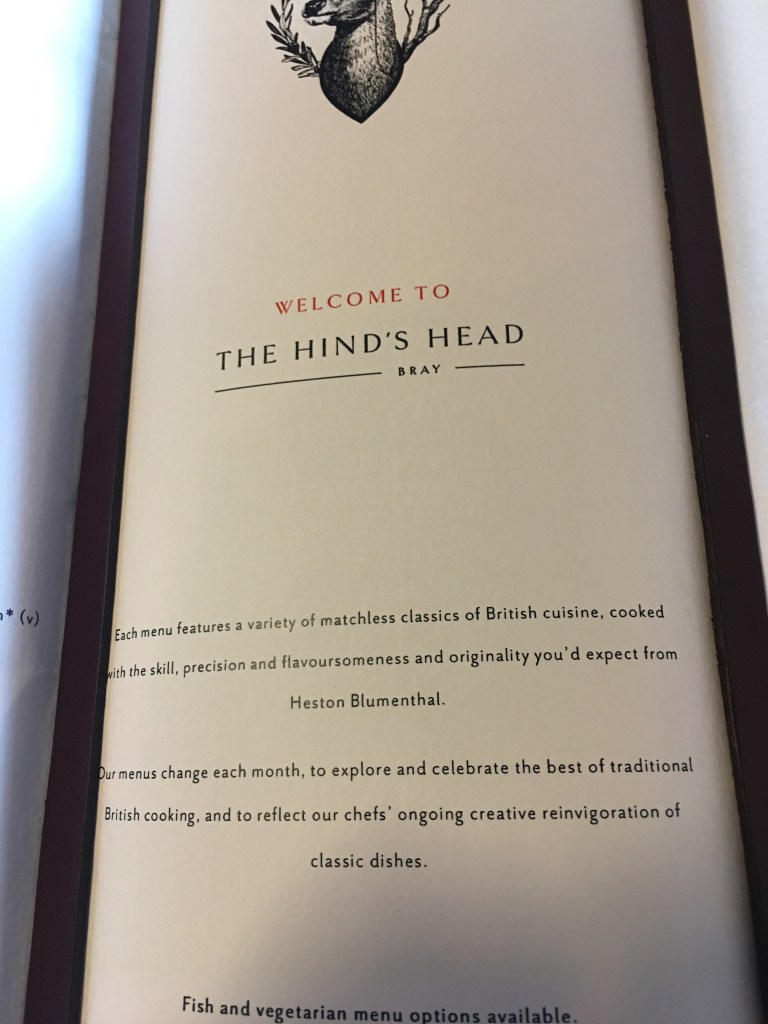 WELCOME TO
THE HIND'S HEAD
BRAY
* (v)
Each menu features a variety of matchless classics of British cuisine, cooked
with the skill, precision and flavoursomeness and originality you'd expect from
Heston Blumenthal.
Our menus change each month, to explore and celebrate the best of traditional
British cooking, and to reflect our chefs' ongoing creative reinvigoration of
classic dishes.
Fish and vegetarian menu options available.